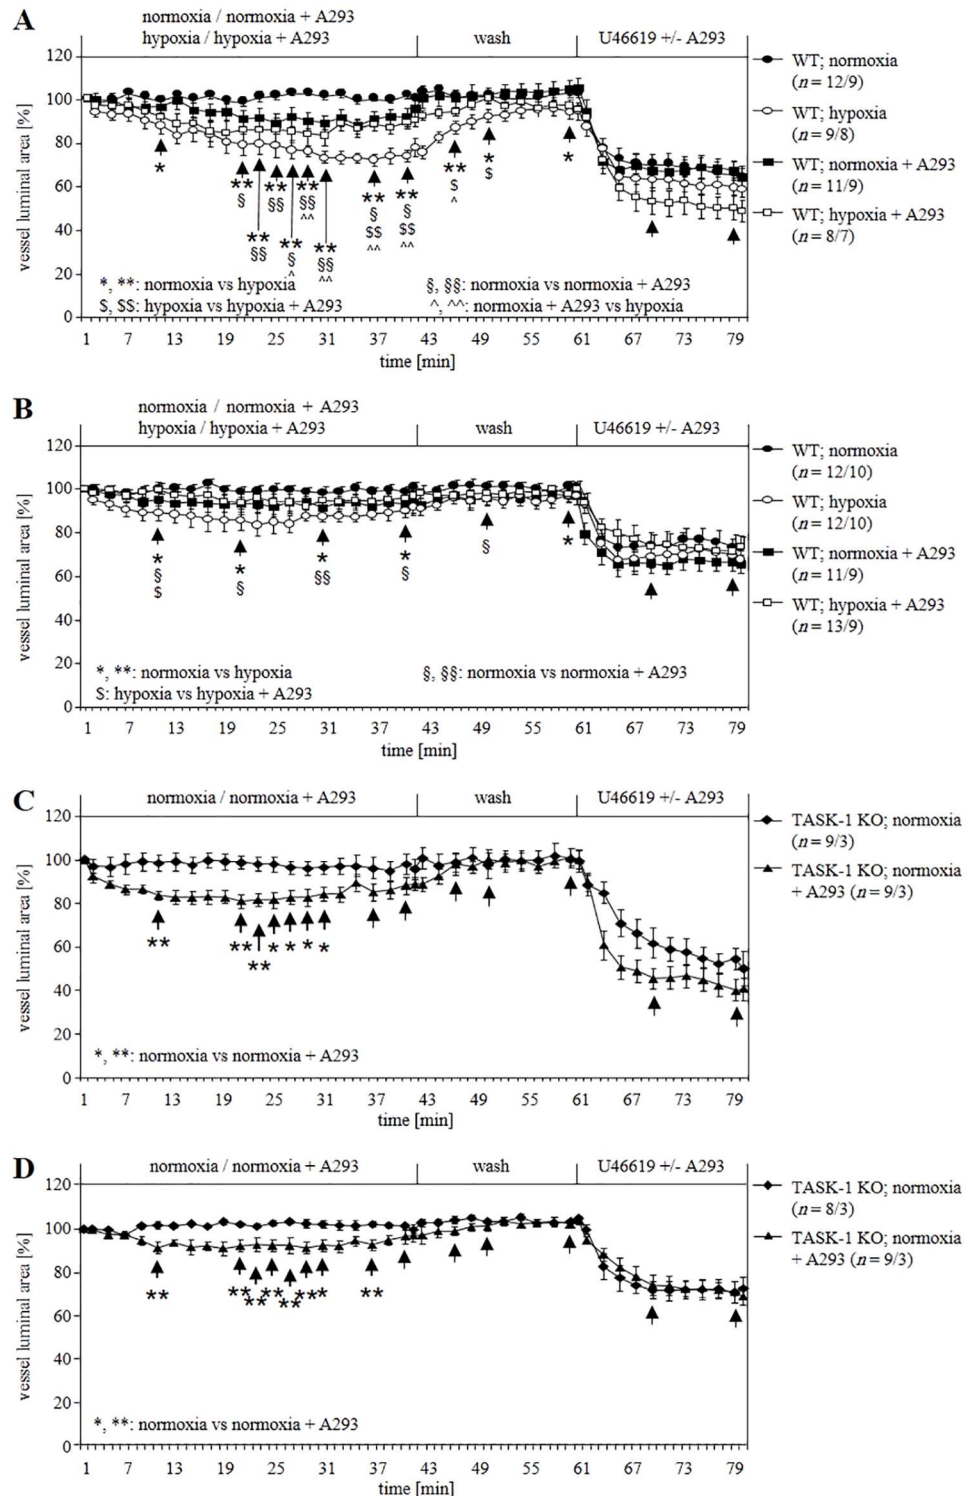 A
normoxia / normoxia + A293
hypoxia / hypoxia + A293
wash
U46619 +/- A293
120
100
80
60
40
20
0
vessel luminal area [%]
*
** §
** §§
** §§
** § ^
** §§ ^^
** §§ ^^
** § $$ ^^
** § $$ ^^
** $ ^
* $
*
*, **: normoxia vs hypoxia
§, §§: normoxia vs normoxia + A293
$, $$: hypoxia vs hypoxia + A293
^, ^^: normoxia + A293 vs hypoxia
1 7 13 19 25 31 37 43 49 55 61 67 73 79
time [min]
WT; normoxia
(n = 12/9)
WT; hypoxia
(n = 9/8)
WT; normoxia + A293
(n = 11/9)
WT; hypoxia + A293
(n = 8/7)
B
normoxia / normoxia + A293
hypoxia / hypoxia + A293
wash
U46619 +/- A293
120
100
80
60
40
20
0
vessel luminal area [%]
* § $
* §
* §§
* §
§
*
*, **: normoxia vs hypoxia
§, §§: normoxia vs normoxia + A293
$: hypoxia vs hypoxia + A293
1 7 13 19 25 31 37 43 49 55 61 67 73 79
time [min]
WT; normoxia
(n = 12/10)
WT; hypoxia
(n = 12/10)
WT; normoxia + A293
(n = 11/9)
WT; hypoxia + A293
(n = 13/9)
C
normoxia / normoxia + A293
wash
U46619 +/- A293
120
100
80
60
40
20
0
vessel luminal area [%]
** ** ** * * * *
*, **: normoxia vs normoxia + A293
1 7 13 19 25 31 37 43 49 55 61 67 73 79
time [min]
TASK-1 KO; normoxia
(n = 9/3)
TASK-1 KO; normoxia
+ A293 (n = 9/3)
D
normoxia / normoxia + A293
wash
U46619 +/- A293
120
100
80
60
40
20
0
vessel luminal area [%]
** ** ** ** ** ** * **
*, **: normoxia vs normoxia + A293
1 7 13 19 25 31 37 43 49 55 61 67 73 79
time [min]
TASK-1 KO; normoxia
(n = 8/3)
TASK-1 KO; normoxia
+ A293 (n = 9/3)